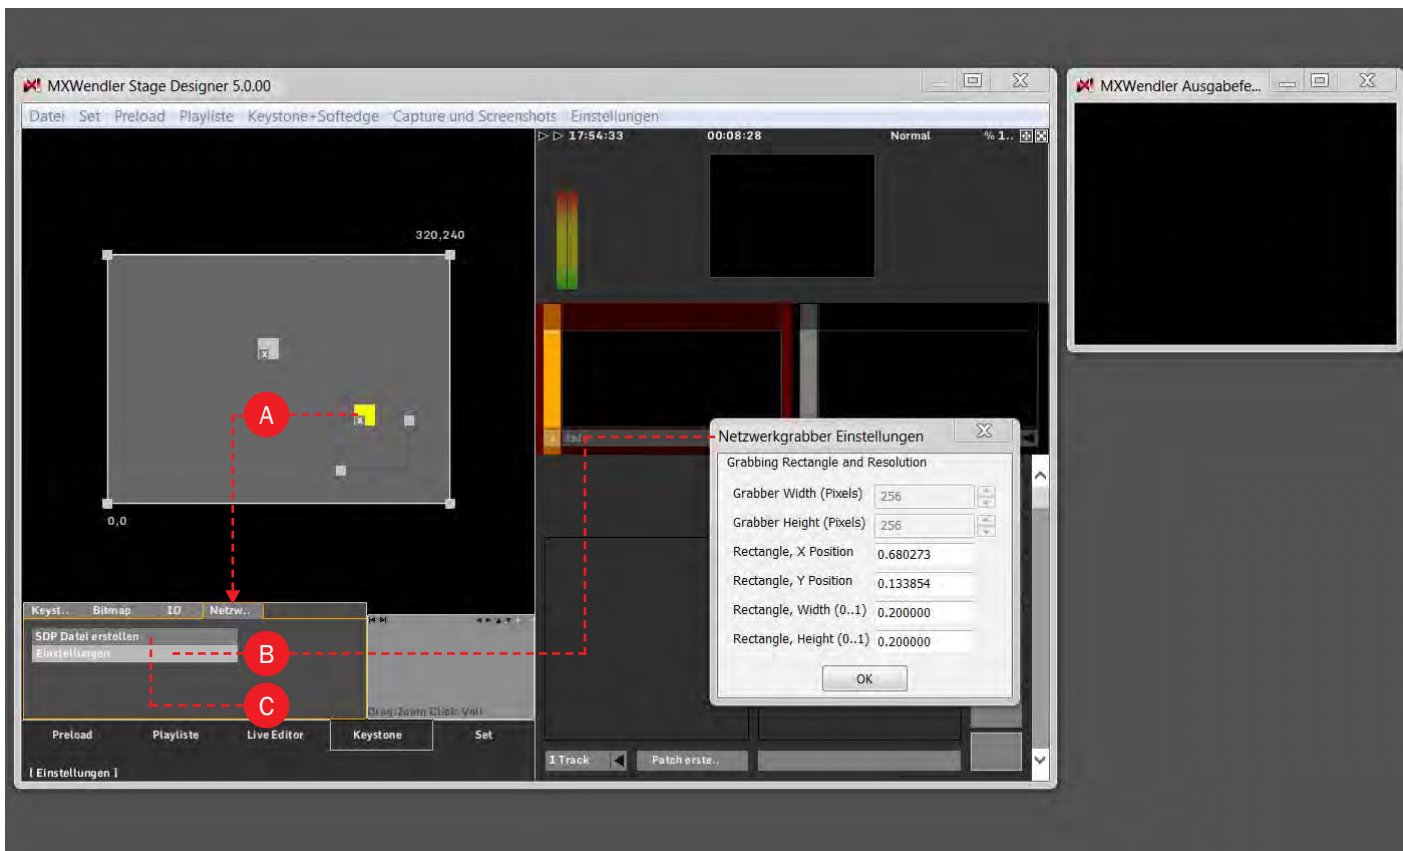 MXWendler Stage Designer 5.0.00
Datei Set Preload Playliste Keystone+Softedge Capture und Screenshots Einstellungen
17:54:33 00:08:28 Normal % 1..
320,240
x
A
x
0,0
Keyst.. Bitmap IO Netzw..
SDP Datei erstellen
Einstellungen
B
C
Drag:Zoom Click:Voll
Preload Playliste Live Editor Keystone Set
[ Einstellungen ]
1 Track Patch erste..
Netzwerkgrabber Einstellungen
Grabbing Rectangle and Resolution
Grabber Width (Pixels) 256
Grabber Height (Pixels) 256
Rectangle, X Position 0.680273
Rectangle, Y Position 0.133854
Rectangle, Width (0..1) 0.200000
Rectangle, Height (0..1) 0.200000
OK
MXWendler Ausgabefe...